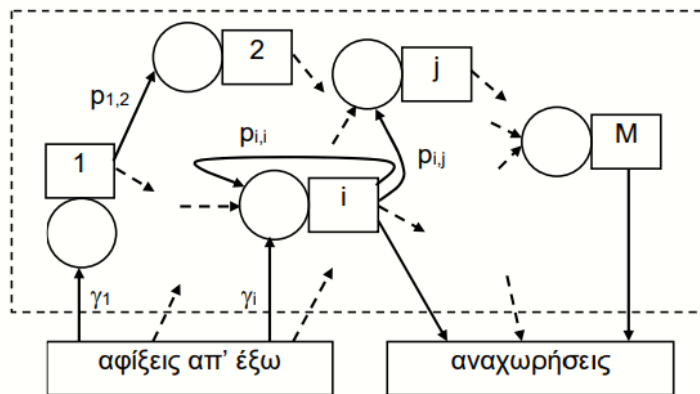 2
j
p1,2
M
pi,i
pi,j
1
i
γ1
γi
αφίξεις απ’ έξω
αναχωρήσεις